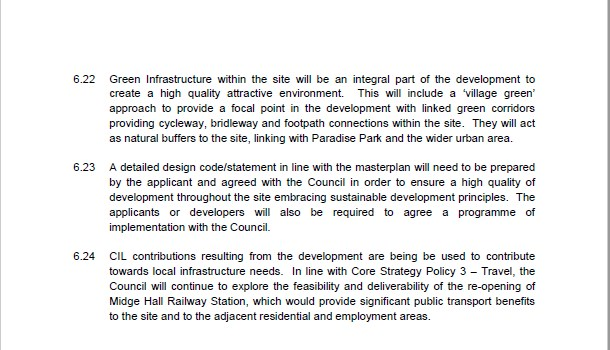 6.22 Green Infrastructure within the site will be an integral part of the development to
create a high quality attractive environment. This will include a ‘village green’
approach to provide a focal point in the development with linked green corridors
providing cycleway, bridleway and footpath connections within the site. They will act
as natural buffers to the site, linking with Paradise Park and the wider urban area.
6.23 A detailed design code/statement in line with the masterplan will need to be prepared
by the applicant and agreed with the Council in order to ensure a high quality of
development throughout the site embracing sustainable development principles. The
applicants or developers will also be required to agree a programme of
implementation with the Council.
6.24 CIL contributions resulting from the development are being be used to contribute
towards local infrastructure needs. In line with Core Strategy Policy 3 – Travel, the
Council will continue to explore the feasibility and deliverability of the re-opening of
Midge Hall Railway Station, which would provide significant public transport benefits
to the site and to the adjacent residential and employment areas.